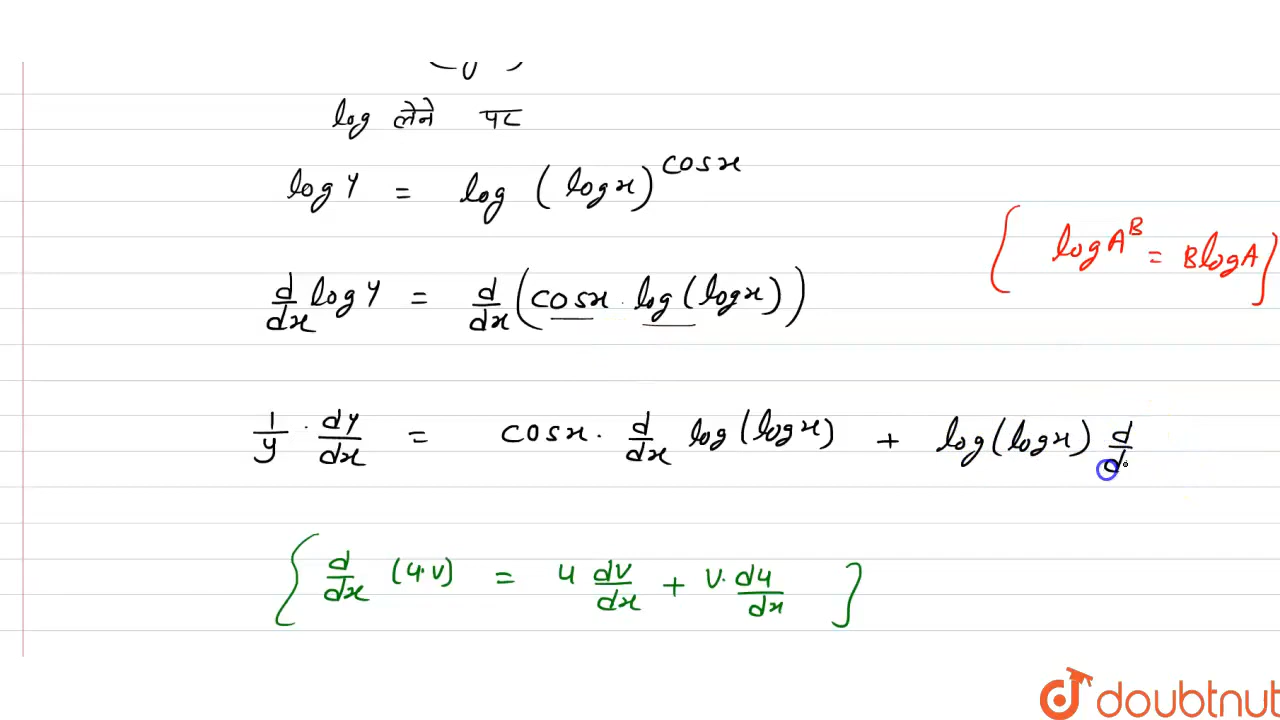 log लेने पर
log y = log (log x)^cos x
{ log A^B = B log A }
d/dx log y = d/dx (cos x · log (log x))
1/y · dy/dx = cos x · d/dx log (log x) + log (log x) d/d
{ d/dx (u·v) = u dv/dx + v· du/dx }
doubtnut